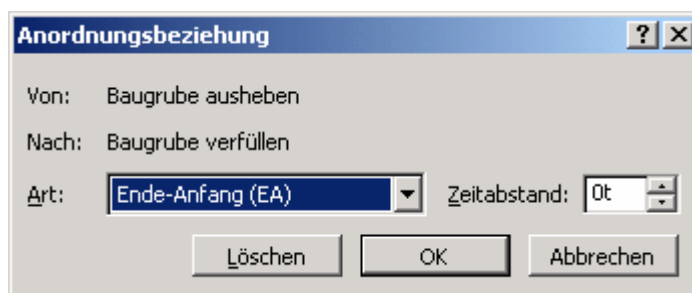 Anordnungsbeziehung
Von: Baugrube ausheben
Nach: Baugrube verfüllen
Art: Ende-Anfang (EA) Zeitabstand: 0t
Löschen OK Abbrechen